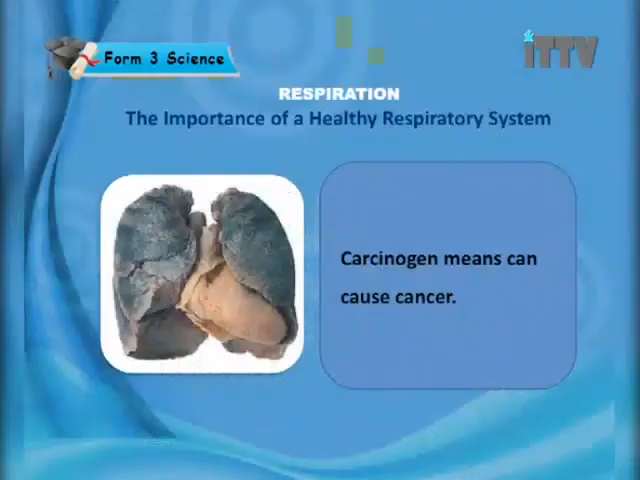 Form 3 Science
iTTV
RESPIRATION
The Importance of a Healthy Respiratory System
Carcinogen means can
cause cancer.